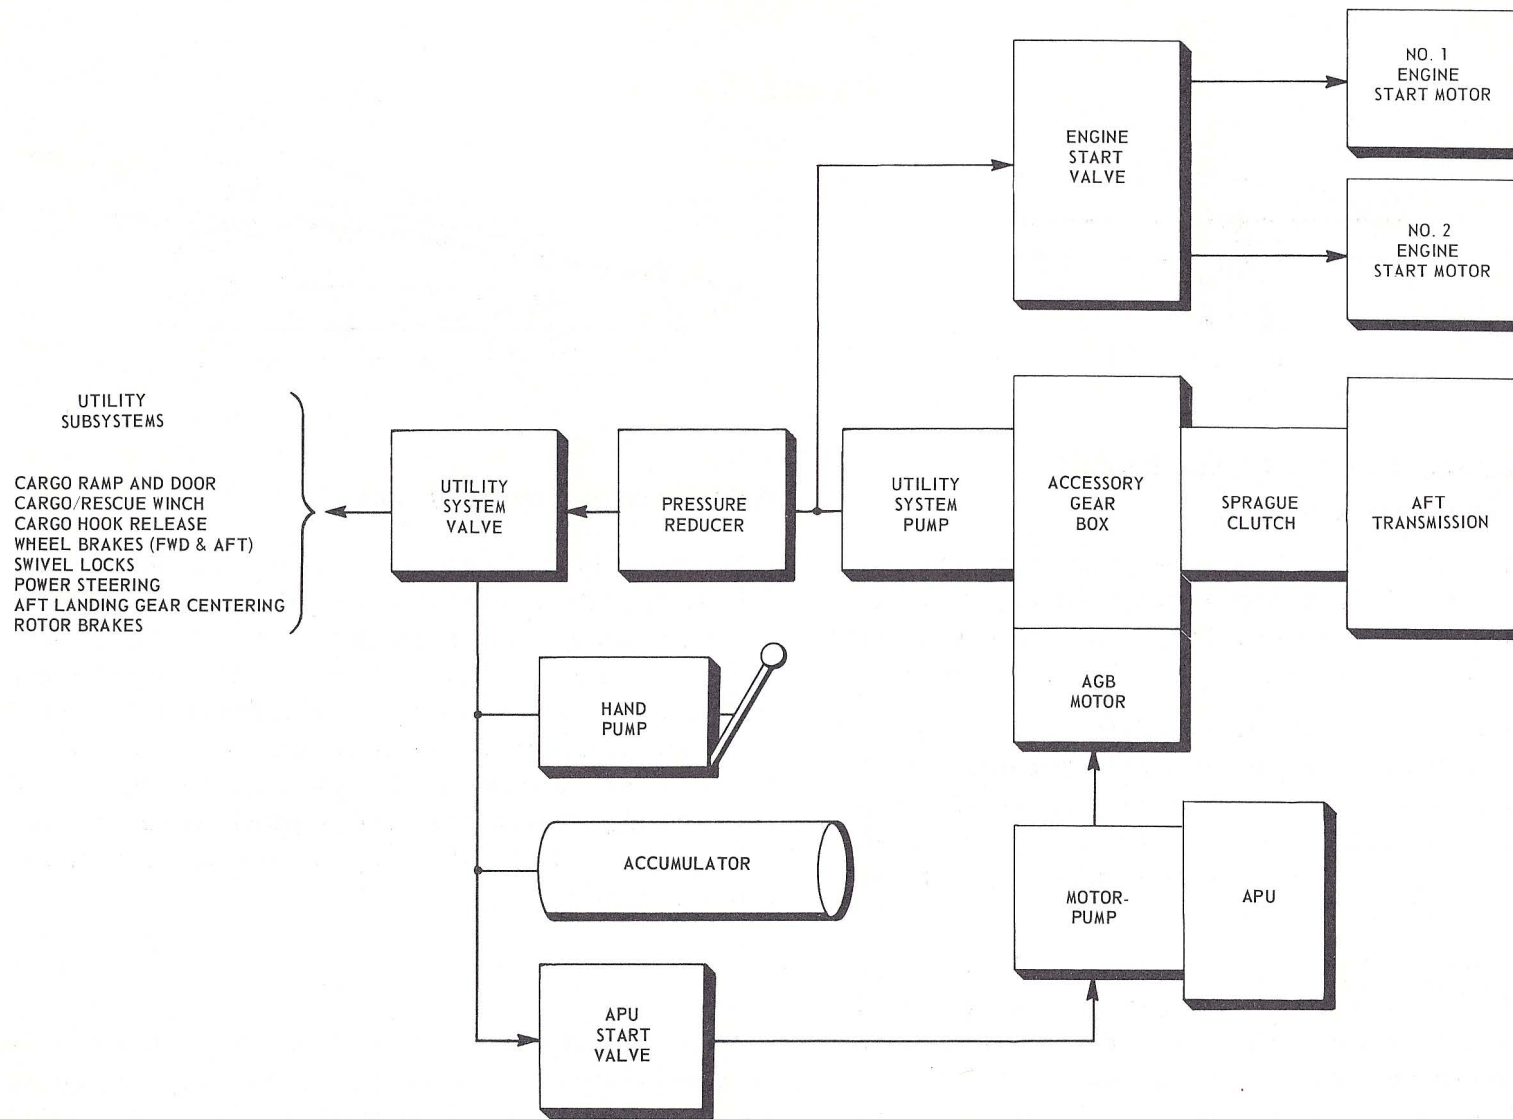 NO. 1
ENGINE
START MOTOR
ENGINE
START
VALVE
NO. 2
ENGINE
START MOTOR
UTILITY
SUBSYSTEMS
CARGO RAMP AND DOOR
CARGO/RESCUE WINCH
CARGO HOOK RELEASE
WHEEL BRAKES (FWD & AFT)
SWIVEL LOCKS
POWER STEERING
AFT LANDING GEAR CENTERING
ROTOR BRAKES
UTILITY
SYSTEM
VALVE
PRESSURE
REDUCER
UTILITY
SYSTEM
PUMP
ACCESSORY
GEAR
BOX
SPRAGUE
CLUTCH
AFT
TRANSMISSION
AGB
MOTOR
HAND
PUMP
ACCUMULATOR
MOTOR-
PUMP
APU
APU
START
VALVE